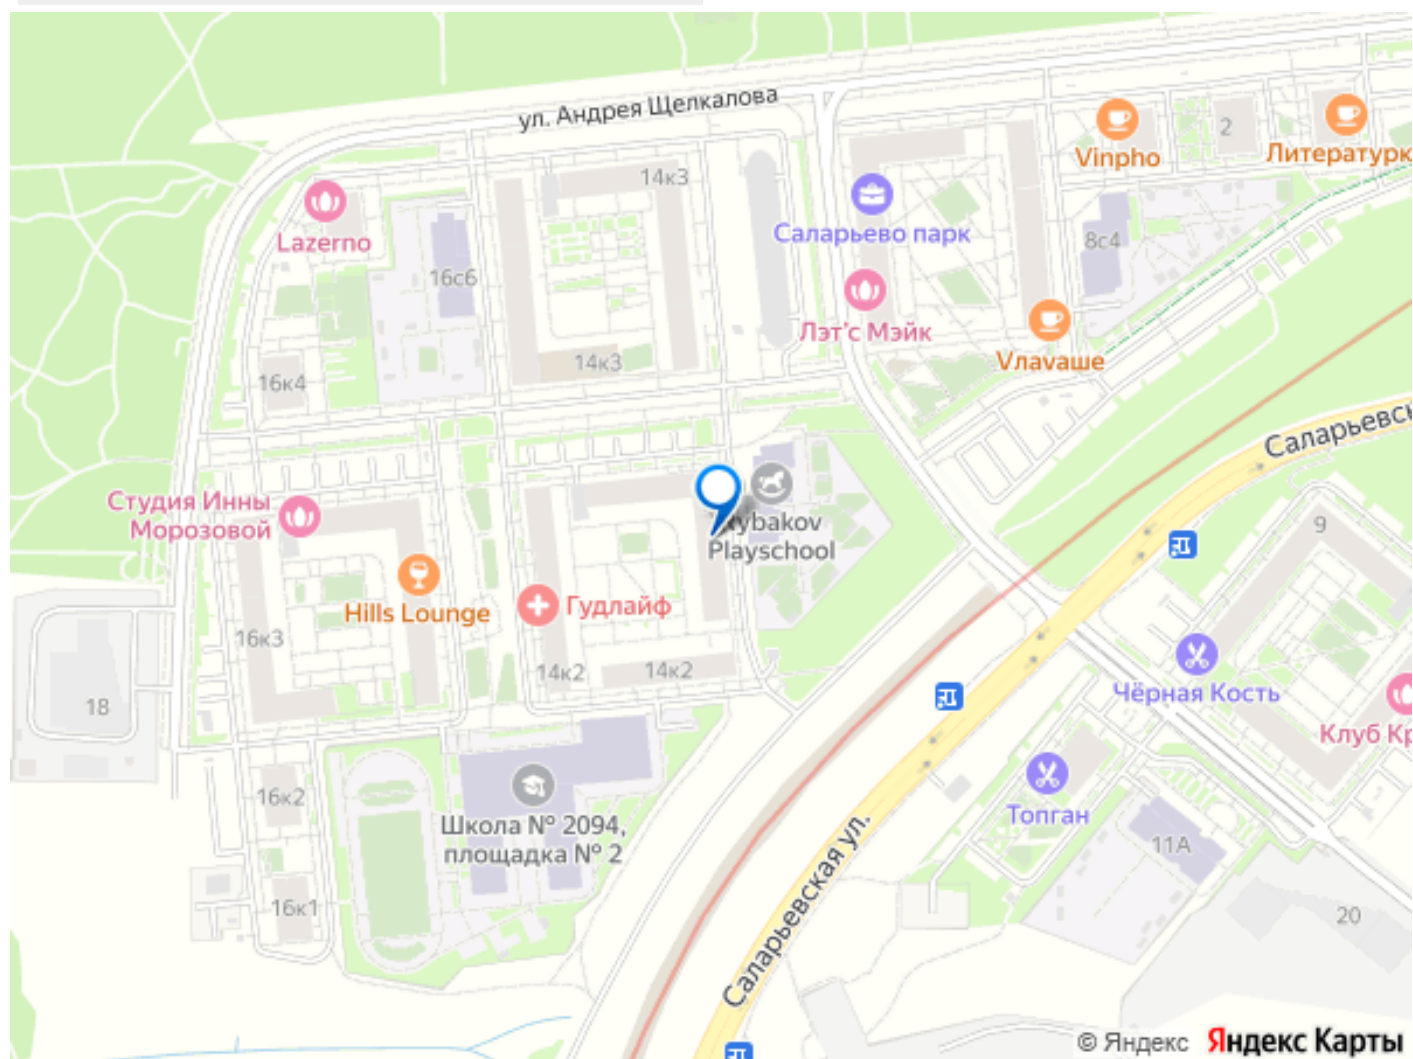 ул. Андрея Щелкалова
Vinpho
2
Литературк
14к3
Lazerno
Саларьево парк
8с4
16с6
Лэт'с Мэйк
Vлаvаше
14к3
16к4
Саларьевск
Студия Инны
Морозовой
Rybakov
Playschool
9
Hills Lounge
Гудлайф
16к3
14к2
14к2
Чёрная Кость
18
Клуб Кр
16к2
Топган
Школа № 2094,
площадка № 2
11А
16к1
20
Саларьевская ул.
© Яндекс Яндекс Карты